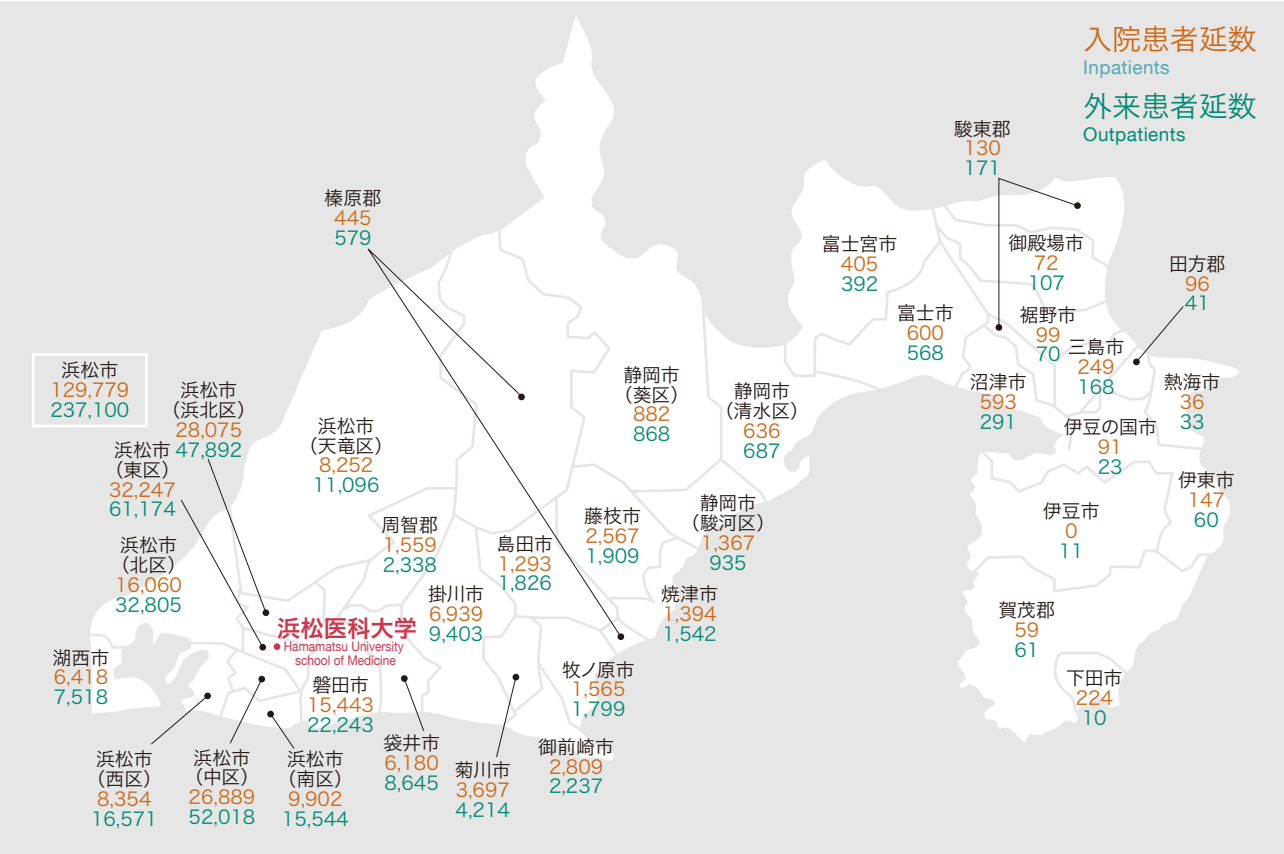 入院患者延数
Inpatients
外来患者延数
Outpatients
駿東郡
130
171
榛原郡
445
579
富士宮市
405
392
御殿場市
72
107
田方郡
96
41
富士市
600
568
裾野市
99
70
三島市
249
168
浜松市
129,779
237,100
浜松市
（浜北区）
28,075
47,892
静岡市
（葵区）
882
868
静岡市
（清水区）
636
687
沼津市
593
291
熱海市
36
33
浜松市
（天竜区）
8,252
11,096
伊豆の国市
91
23
浜松市
（東区）
32,247
61,174
伊東市
147
60
静岡市
（駿河区）
1,367
935
伊豆市
0
11
藤枝市
2,567
1,909
周智郡
1,559
2,338
島田市
1,293
1,826
浜松市
（北区）
16,060
32,805
掛川市
6,939
9,403
焼津市
1,394
1,542
賀茂郡
59
61
浜松医科大学
Hamamatsu University
school of Medicine
湖西市
6,418
7,518
牧ノ原市
1,565
1,799
下田市
224
10
磐田市
15,443
22,243
袋井市
6,180
8,645
御前崎市
2,809
2,237
浜松市
（西区）
8,354
16,571
浜松市
（中区）
26,889
52,018
浜松市
（南区）
9,902
15,544
菊川市
3,697
4,214